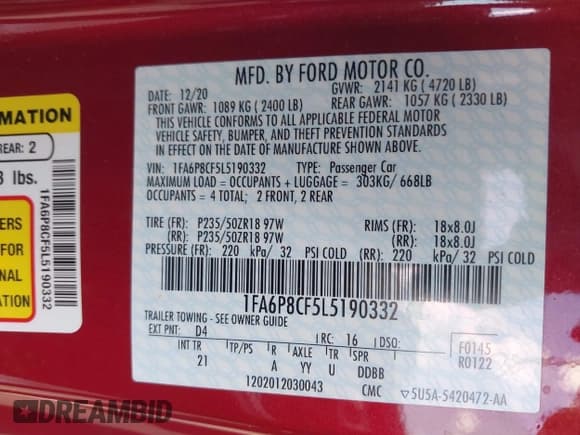 MFD. BY FORD MOTOR CO.
DATE: 12/20 GVWR: 2141 KG ( 4720 LB)
FRONT GAWR: 1089 KG ( 2400 LB) REAR GAWR: 1057 KG ( 2330 LB)
THIS VEHICLE CONFORMS TO ALL APPLICABLE FEDERAL MOTOR
VEHICLE SAFETY, BUMPER, AND THEFT PREVENTION STANDARDS
IN EFFECT ON THE DATE OF MANUFACTURE SHOWN ABOVE.
VIN: 1FA6P8CF5L5190332 TYPE: Passenger Car
MAXIMUM LOAD = OCCUPANTS + LUGGAGE = 303KG/ 668LB
OCCUPANTS = 4 TOTAL; 2 FRONT, 2 REAR
TIRE (FR): P235/50ZR18 97W RIMS (FR): 18x8.0J
(RR): P235/50ZR18 97W (RR): 18x8.0J
PRESSURE (FR): 220 kPa/ 32 PSI COLD (RR): 220 kPa/ 32 PSI COLD
1FA6P8CF5L5190332
TRAILER TOWING - SEE OWNER GUIDE
EXT PNT: D4 RC: 16 DSO: F0145
INT TR TP/PS R AXLE TR SPR R0122
21 A YY U DDBB
120201203​0043 CMC 5U5A-5420472-AA
RMATION
REAR: 2
8 lbs.
ERS
FOR
NAL
TION
1FA6P8CF5L5190332
DREAMBID